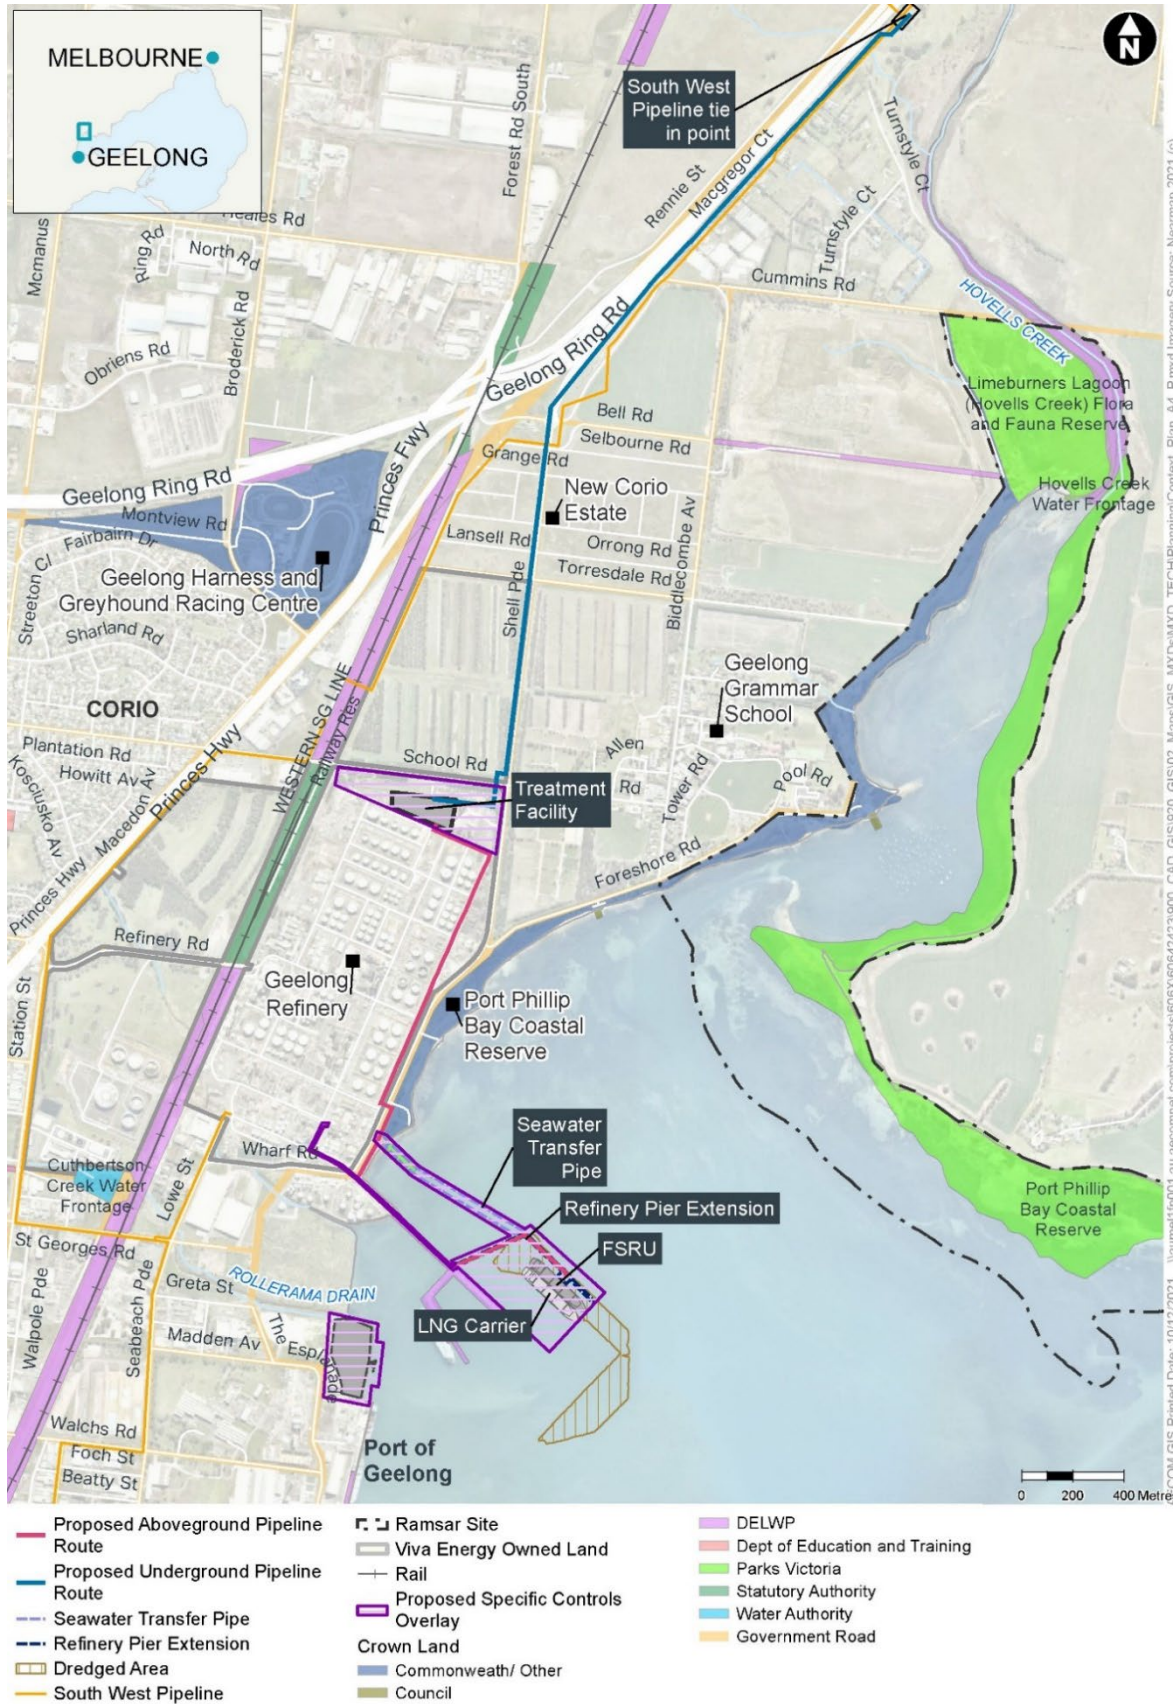 MELBOURNE
GEELONG
N
South West
Pipeline tie
in point
Forest Rd South
Turnstyle Ct
Rennie St
Macgregor Ct
Turnstyle Ct
Cummins Rd
HOVELLS CREEK
Heales Rd
Mcmanus
Ring Rd
North Rd
Broderick Rd
Obriens Rd
Geelong Ring Rd
Limeburners Lagoon
(Hovells Creek) Flora
and Fauna Reserve
Bell Rd
Selbourne Rd
Grange Rd
Princes Fwy
Geelong Ring Rd
Montview Rd
Fairbairn Dr
Hovells Creek
Water Frontage
New Corio
Estate
Lansell Rd
Orrong Rd
Biddlecombe Av
Torresdale Rd
Geelong Harness and
Greyhound Racing Centre
Streeton Cl
Sharland Rd
Shell Pde
Geelong
Grammar
School
WESTERN SG LINE
Railway Res
CORIO
Plantation Rd
Howitt Av
Kosciusko Av
Macedon Av
Princes Hwy
School Rd
Allen
Rd
Tower Rd
Pool Rd
Treatment
Facility
Foreshore Rd
Princes Hwy
Refinery Rd
Geelong
Refinery
Port Phillip
Bay Coastal
Reserve
Station St
Seawater
Transfer
Pipe
Wharf Rd
Cuthbertson
Creek Water
Frontage
Lowe St
Refinery Pier Extension
Port Phillip
Bay Coastal
Reserve
FSRU
St Georges Rd
ROLLERAMA DRAIN
Greta St
LNG Carrier
Walpole Pde
Seabeach Pde
Madden Av
The Esplanade
Walchs Rd
Foch St
Beatty St
Port of
Geelong
0 200 400 Metre
Proposed Aboveground Pipeline
Route
Proposed Underground Pipeline
Route
Seawater Transfer Pipe
Refinery Pier Extension
Dredged Area
South West Pipeline
Ramsar Site
Viva Energy Owned Land
Rail
Proposed Specific Controls
Overlay
Crown Land
Commonweath/ Other
Council
DELWP
Dept of Education and Training
Parks Victoria
Statutory Authority
Water Authority
Government Road